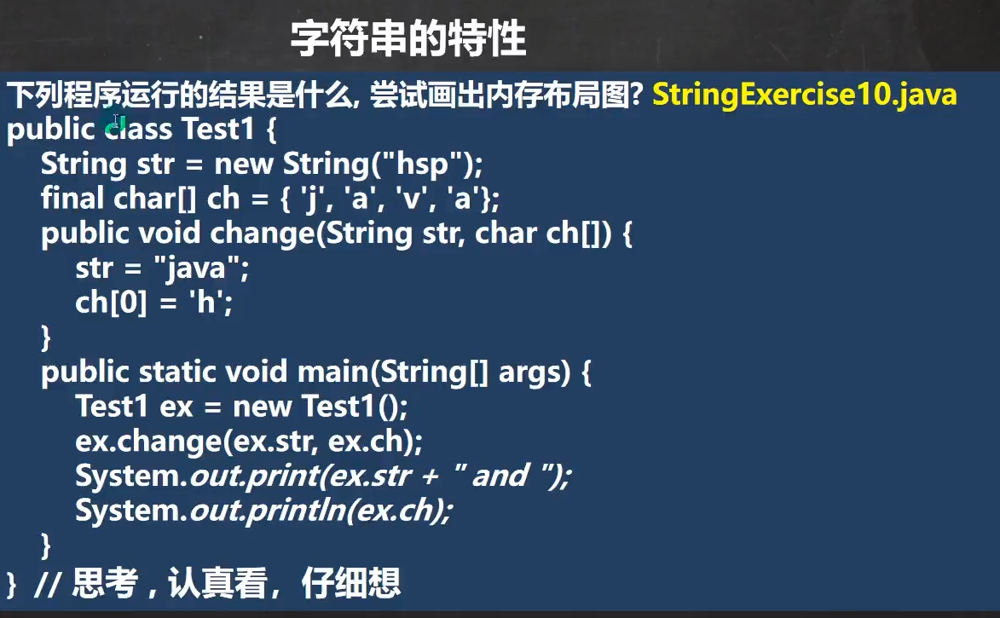 字符串的特性
下列程序运行的结果是什么, 尝试画出内存布局图? StringExercise10.java
public class Test1 {
String str = new String("hsp");
final char[] ch = { 'j', 'a', 'v', 'a'};
public void change(String str, char ch[]) {
str = "java";
ch[0] = 'h';
}
public static void main(String[] args) {
Test1 ex = new Test1();
ex.change(ex.str, ex.ch);
System.out.print(ex.str + " and ");
System.out.println(ex.ch);
}
} // 思考 , 认真看，仔细想